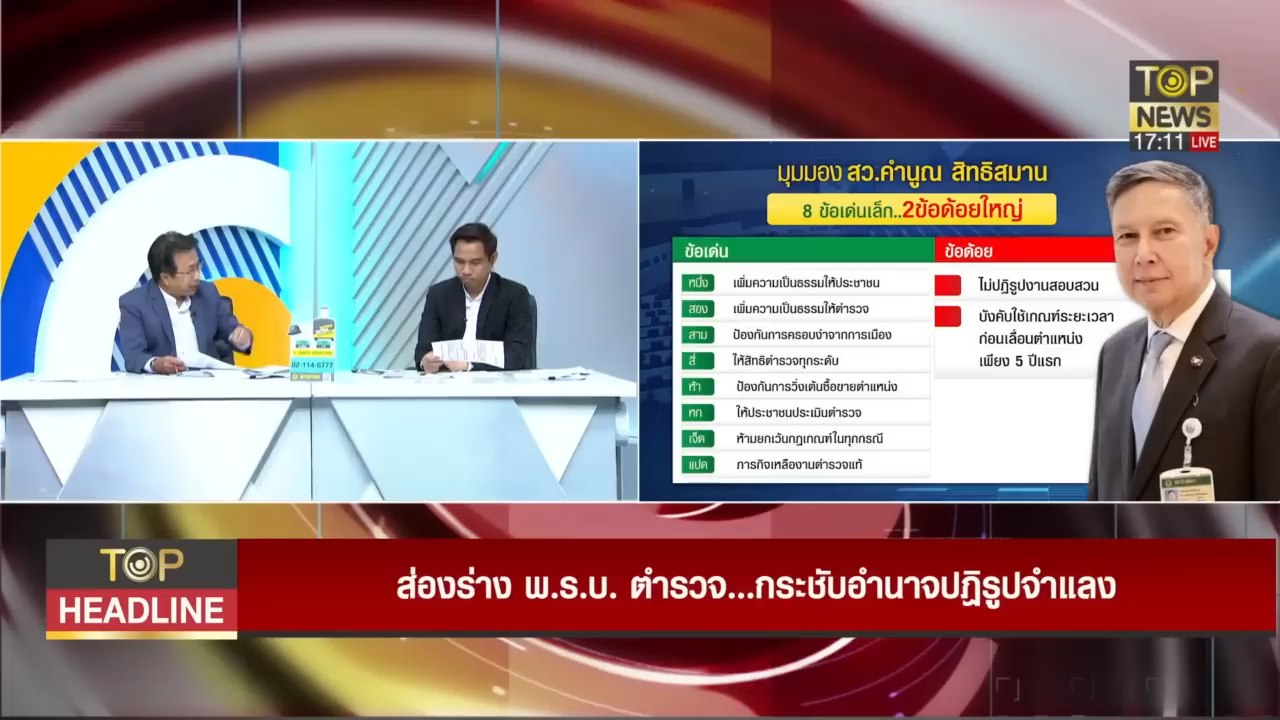 TOP
NEWS
17:11 LIVE
มุมมอง สว.คำนูณ สิทธิสมาน
8 ข้อเด่นเล็ก..2ข้อด้อยใหญ่
ข้อเด่น
หนึ่ง เพิ่มความเป็นธรรมให้ประชาชน
สอง เพิ่มความเป็นธรรมให้ตำรวจ
สาม ป้องกันการครอบงำจากการเมือง
สี่ ให้สิทธิตำรวจทุกระดับ
ห้า ป้องกันการวิ่งเต้นซื้อขายตำแหน่ง
หก ให้ประชาชนประเมินตำรวจ
เจ็ด ห้ามยกเว้นกฎเกณฑ์ในทุกกรณี
แปด ภารกิจเหลืองานตำรวจแท้
ข้อด้อย
ไม่ปฏิรูปงานสอบสวน
บังคับใช้เกณฑ์ระยะเวลา
ก่อนเลื่อนตำแหน่ง
เพียง 5 ปีแรก
02-114-6777
TOP
HEADLINE
ส่องร่าง พ.ร.บ. ตำรวจ...กระชับอำนาจปฏิรูปจำแลง